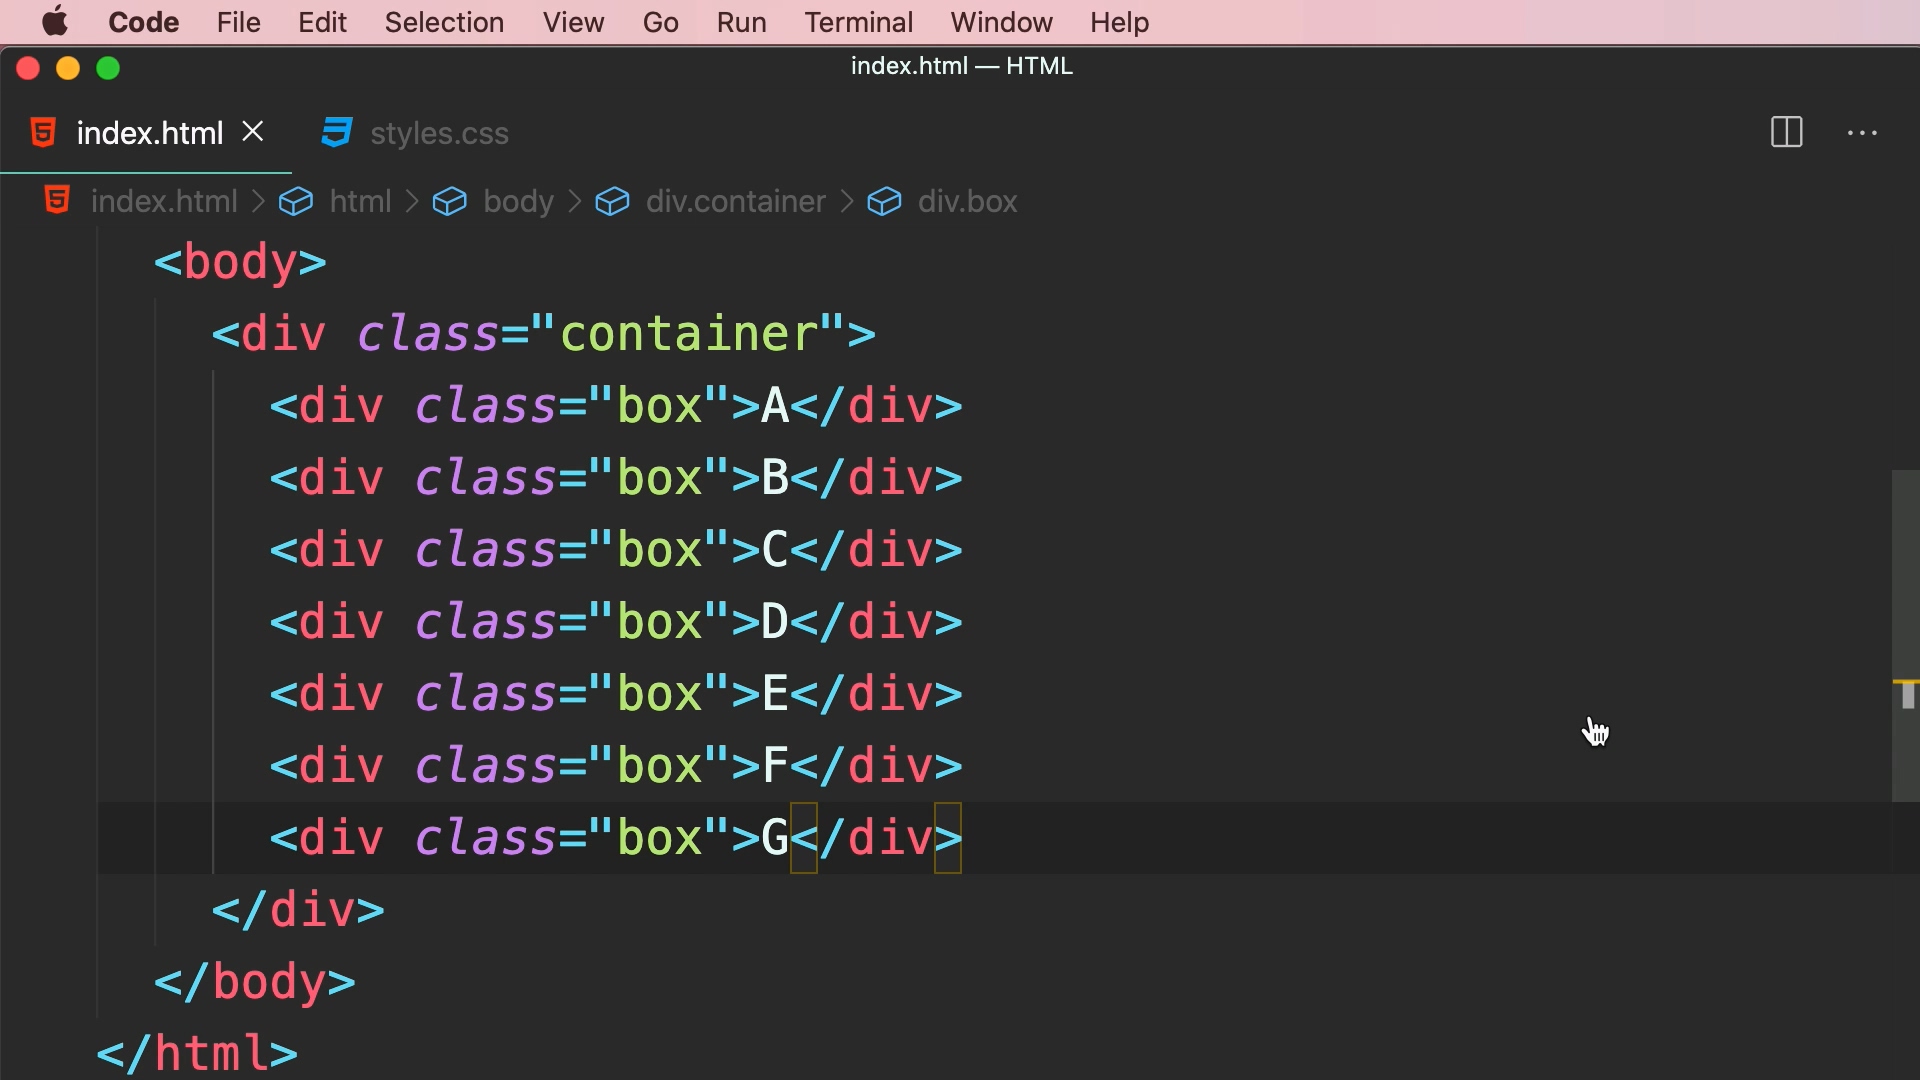 Code File Edit Selection View Go Run Terminal Window Help
index.html — HTML
index.html styles.css
index.html > html > body > div.container > div.box
<body>
<div class="container">
<div class="box">A</div>
<div class="box">B</div>
<div class="box">C</div>
<div class="box">D</div>
<div class="box">E</div>
<div class="box">F</div>
<div class="box">G</div>
</div>
</body>
</html>